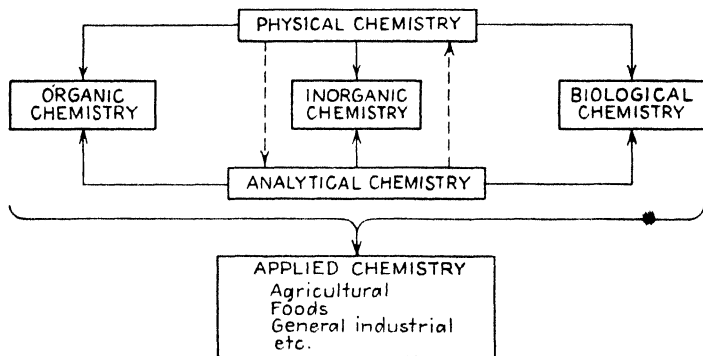 PHYSICAL CHEMISTRY
ORGANIC
CHEMISTRY
INORGANIC
CHEMISTRY
BIOLOGICAL
CHEMISTRY
ANALYTICAL CHEMISTRY
APPLIED CHEMISTRY
Agricultural
Foods
General industrial
etc.